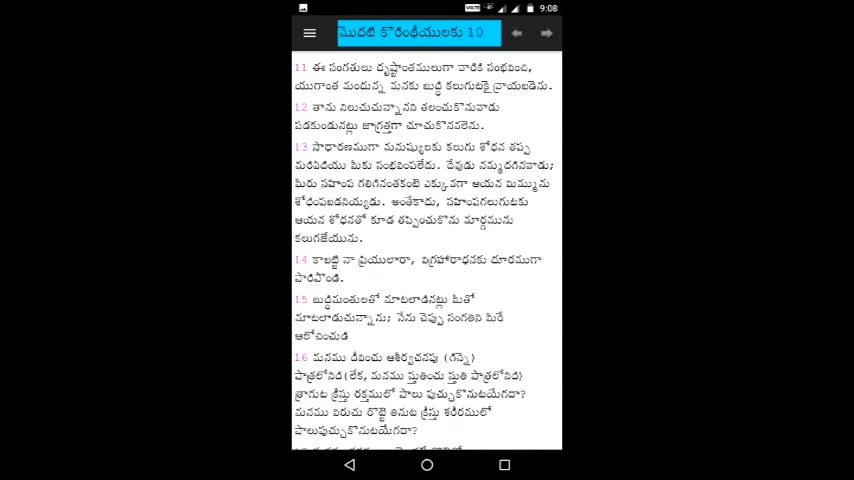 VOLTE 9:08
మొదటి కొరింథీయులకు 10
11 ఈ సంగతులు దృష్టాంతములుగా వారికి సంభవించి,
యుగాంత మందున్న మనకు బుద్ధి కలుగుటకై వ్రాయబడెను.
12 తాను నిలుచుచున్నానని తలంచుకొనువాడు
పడకుండునట్లు జాగ్రత్తగా చూచుకొనవలెను.
13 సాధారణముగా మనుష్యులకు కలుగు శోధన తప్ప
మరిఏదియు మీకు సంభవింపలేదు. దేవుడు నమ్మదగినవాడు;
మీరు సహింప గలిగినంతకంటె ఎక్కువగా ఆయన మిమ్మును
శోధింపబడనియ్యడు. అంతేకాదు, సహింపగలుగుటకు
ఆయన శోధనతో కూడ తప్పించుకొను మార్గమును
కలుగజేయును.
14 కాబట్టి నా ప్రియులారా, విగ్రహారాధనకు దూరముగా
పారిపొండి.
15 బుద్ధిమంతులతో మాటలాడినట్లు మీతో
మాటలాడుచున్నాను; నేను చెప్పు సంగతిని మీరే
ఆలోచించుడి
16 మనము దీవించు ఆశీర్వచనపు (గిన్నె)
పాత్రలోనిది(లేక, మనము స్తుతించు స్తుతి పాత్రలోనిది)
త్రాగుట క్రీస్తు రక్తములో పాలు పుచ్చుకొనుటయేగదా?
మనము విరుచు రొట్టె తినుట క్రీస్తు శరీరములో
పాలుపుచ్చుకొనుటయేగదా?